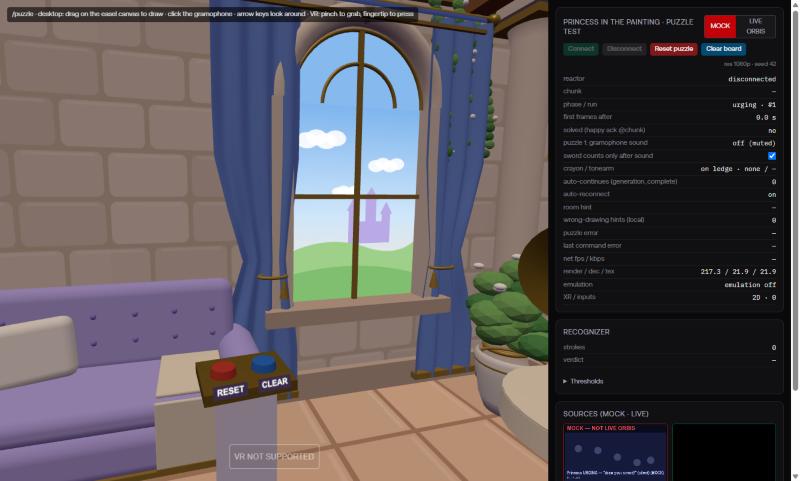 /puzzle · desktop: drag on the easel canvas to draw · click the gramophone · arrow keys look around · VR: pinch to grab, fingertip to press
RESET
CLEAR
VR NOT SUPPORTED
PRINCESS IN THE PAINTING · PUZZLE TEST
MOCK
LIVE ORBIS
Connect
Disconnect
Reset puzzle
Clear board
res 1080p · seed 42
reactor disconnected
chunk –
phase / run urging · #1
first frames after 0.0 s
solved (happy ack @chunk) no
puzzle 1: gramophone sound off (muted)
sword counts only after sound
crayon / tonearm on ledge · none / –
auto-continues (generation_complete) 0
auto-reconnect on
room hint –
wrong-drawing hints (local) 0
puzzle error –
last command error –
net fps / kbps –
render / dec / tex 217.3 / 21.9 / 21.9
emulation emulation off
XR / inputs 2D · 0
RECOGNIZER
strokes 0
verdict –
▶ Thresholds
SOURCES (MOCK · LIVE)
MOCK — NOT LIVE ORBIS